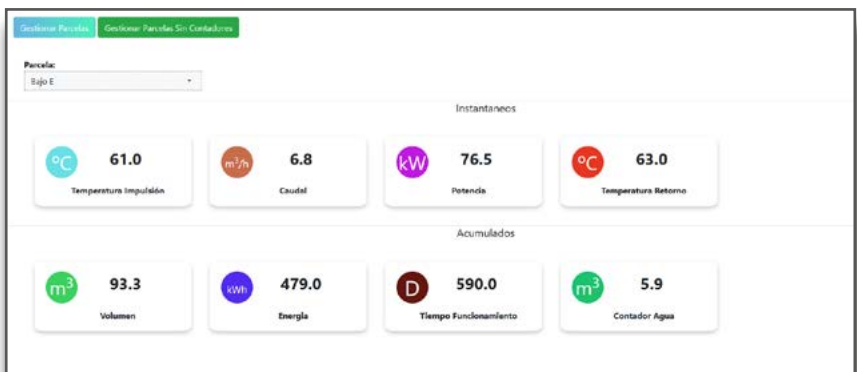 Gestionar Parcelas Gestionar Parcelas Sin Contadores
Parcela:
Bajo E
Instantaneos
ºC 61.0 m³/h 6.8 kW 76.5 ºC 63.0
Temperatura Impulsión Caudal Potencia Temperatura Retorno
Acumulados
m³ 93.3 kWh 479.0 D 590.0 m³ 5.9
Volumen Energía Tiempo Funcionamiento Contador Agua